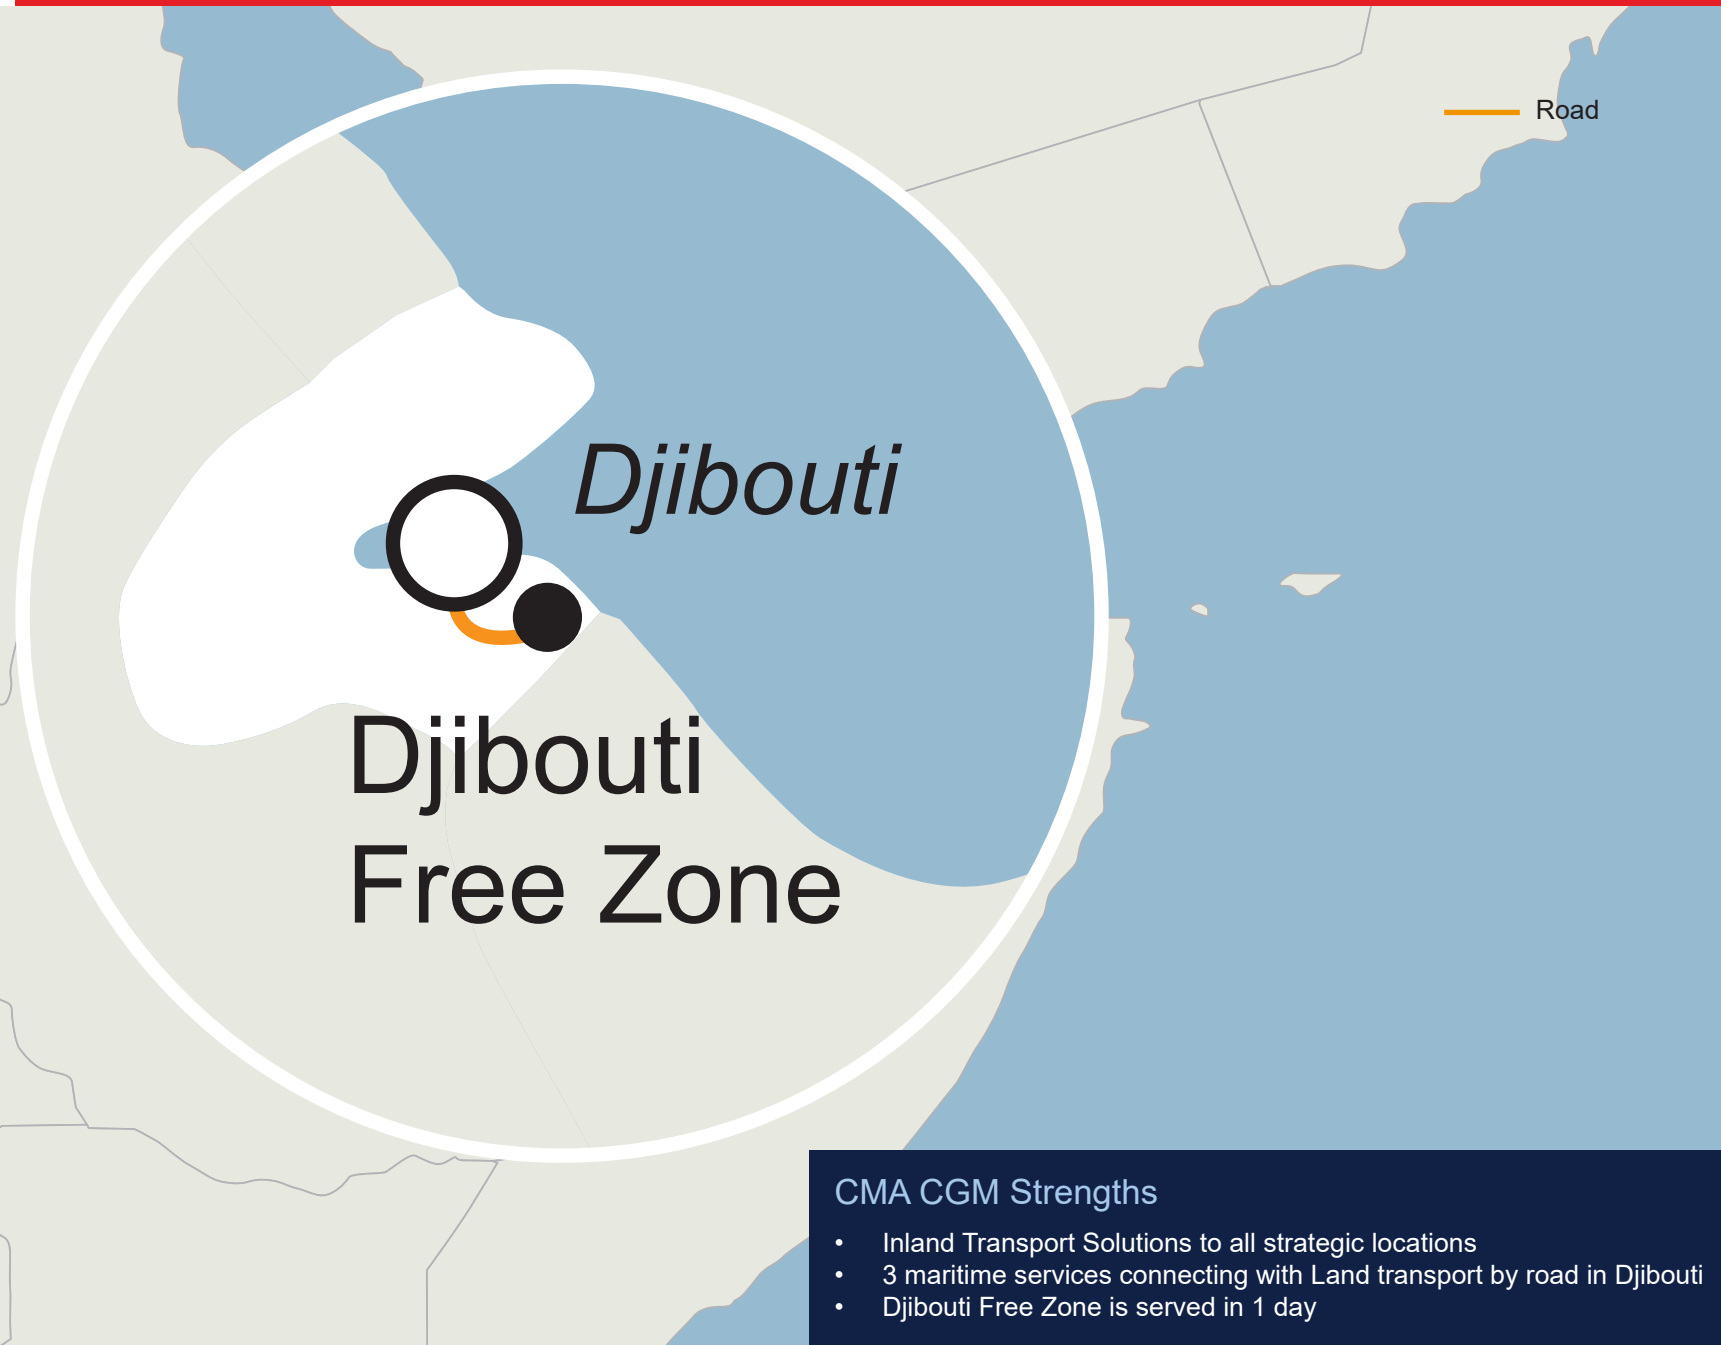 Road
Djibouti
Djibouti
Free Zone
CMA CGM Strengths
• Inland Transport Solutions to all strategic locations
• 3 maritime services connecting with Land transport by road in Djibouti
• Djibouti Free Zone is served in 1 day